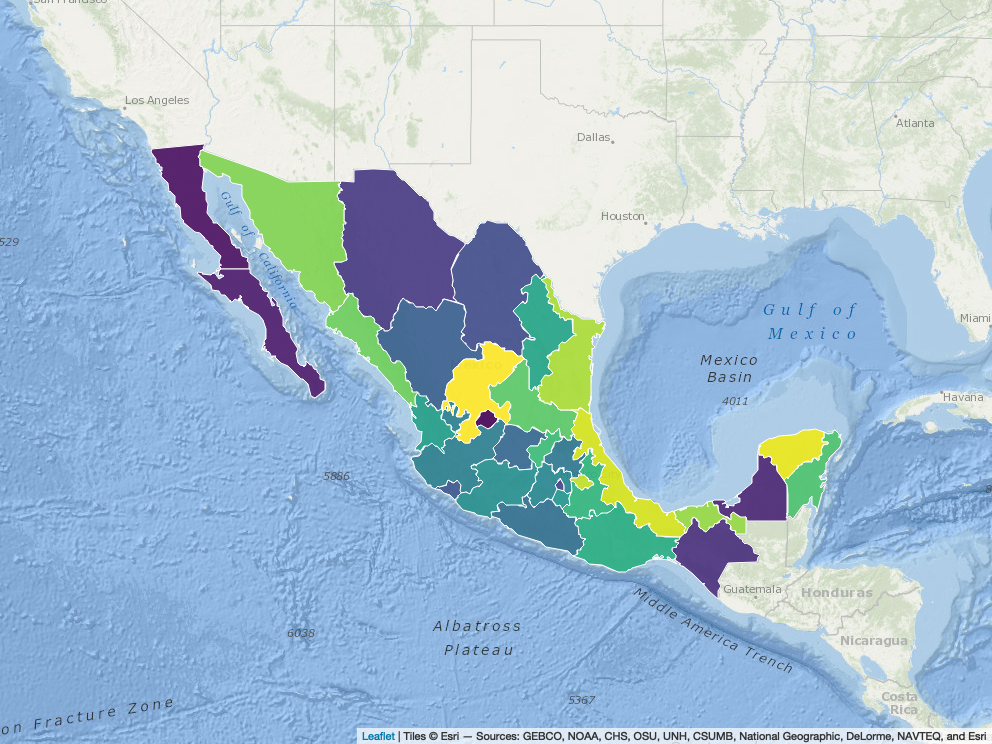 San Francisco
Los Angeles
Atlanta
Dallas
Houston
Gulf of
California
529
Gulf of
Mexico
Miami
Mexico
Basin
4011
Havana
5886
Guatemala
Honduras
Middle America Trench
Albatross
Plateau
6038
Nicaragua
5367
Costa
Rica
on Fracture Zone
Leaflet | Tiles © Esri — Sources: GEBCO, NOAA, CHS, OSU, UNH, CSUMB, National Geographic, DeLorme, NAVTEQ, and Esri